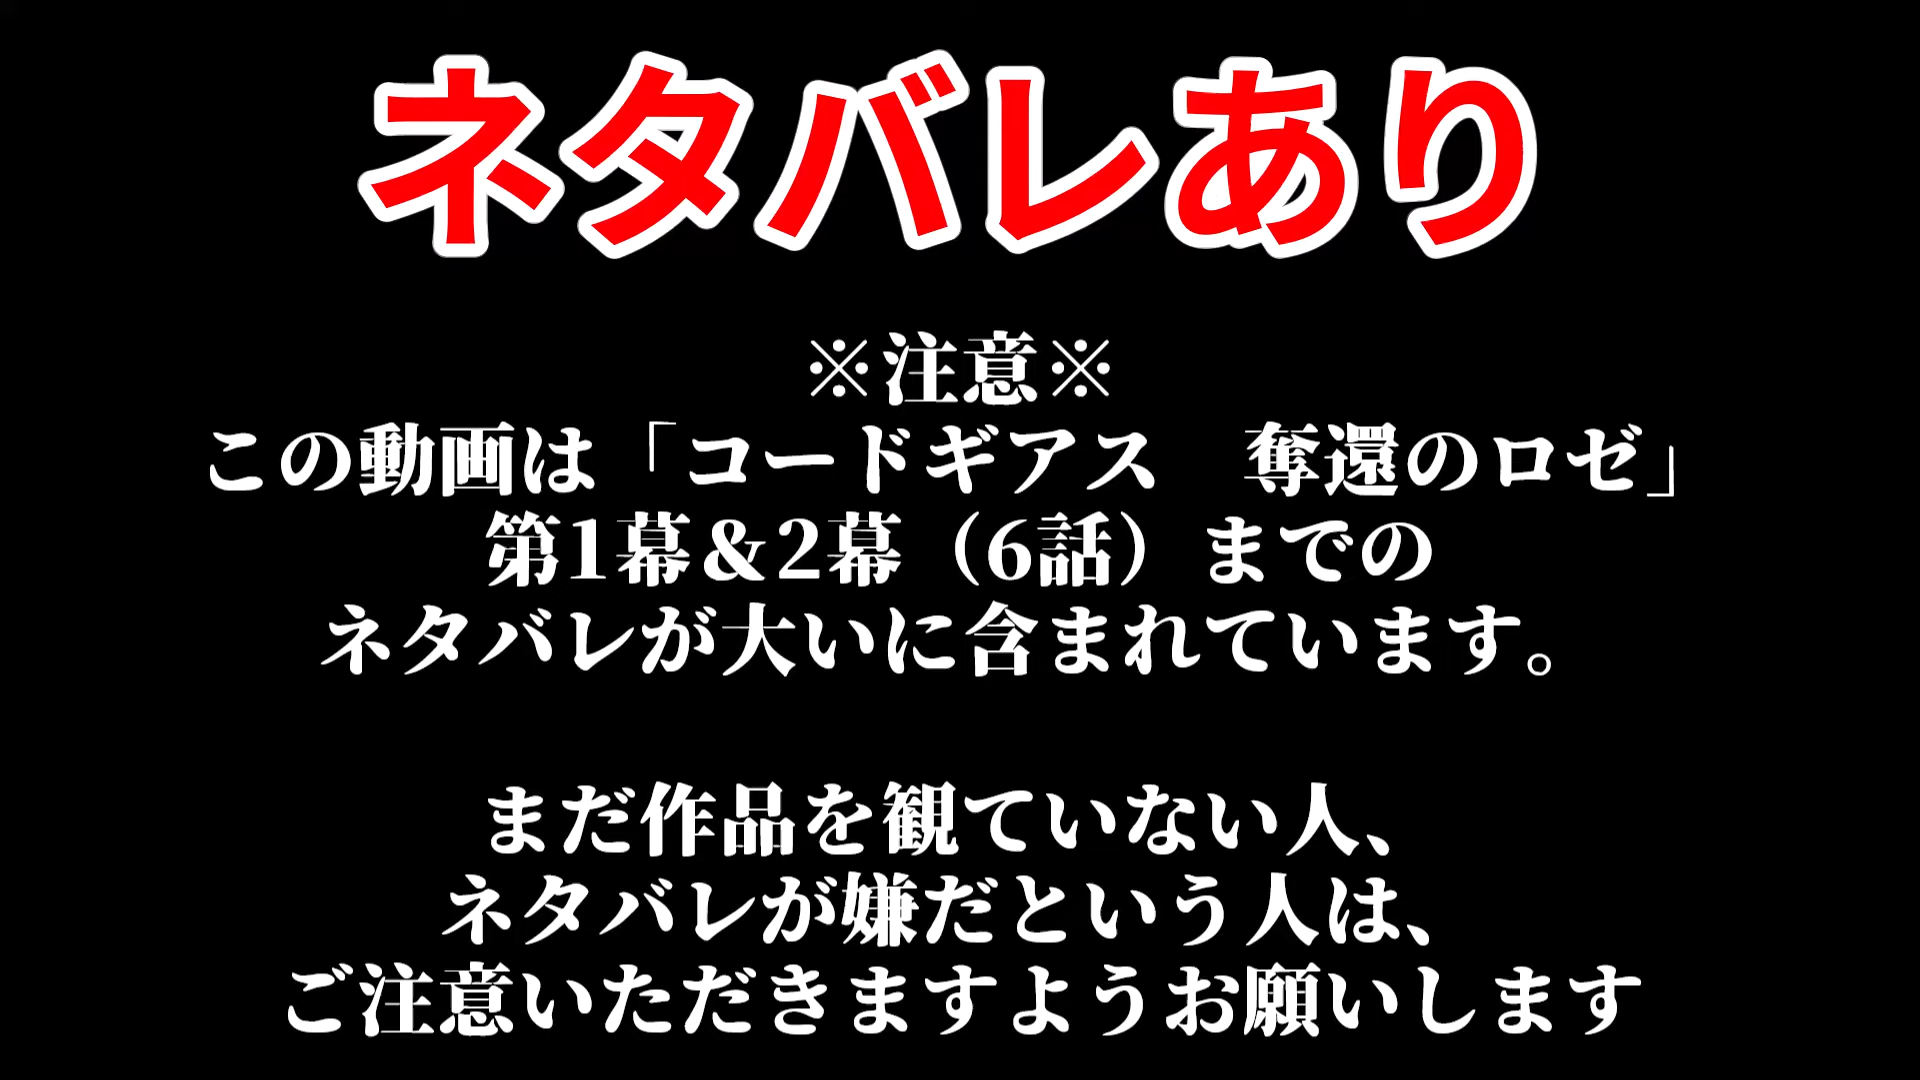 ネタバレあり
※注意※
この動画は「コードギアス　奪還のロゼ」
第1幕&2幕（6話）までの
ネタバレが大いに含まれています。
まだ作品を観ていない人、
ネタバレが嫌だという人は、
ご注意いただきますようお願いします